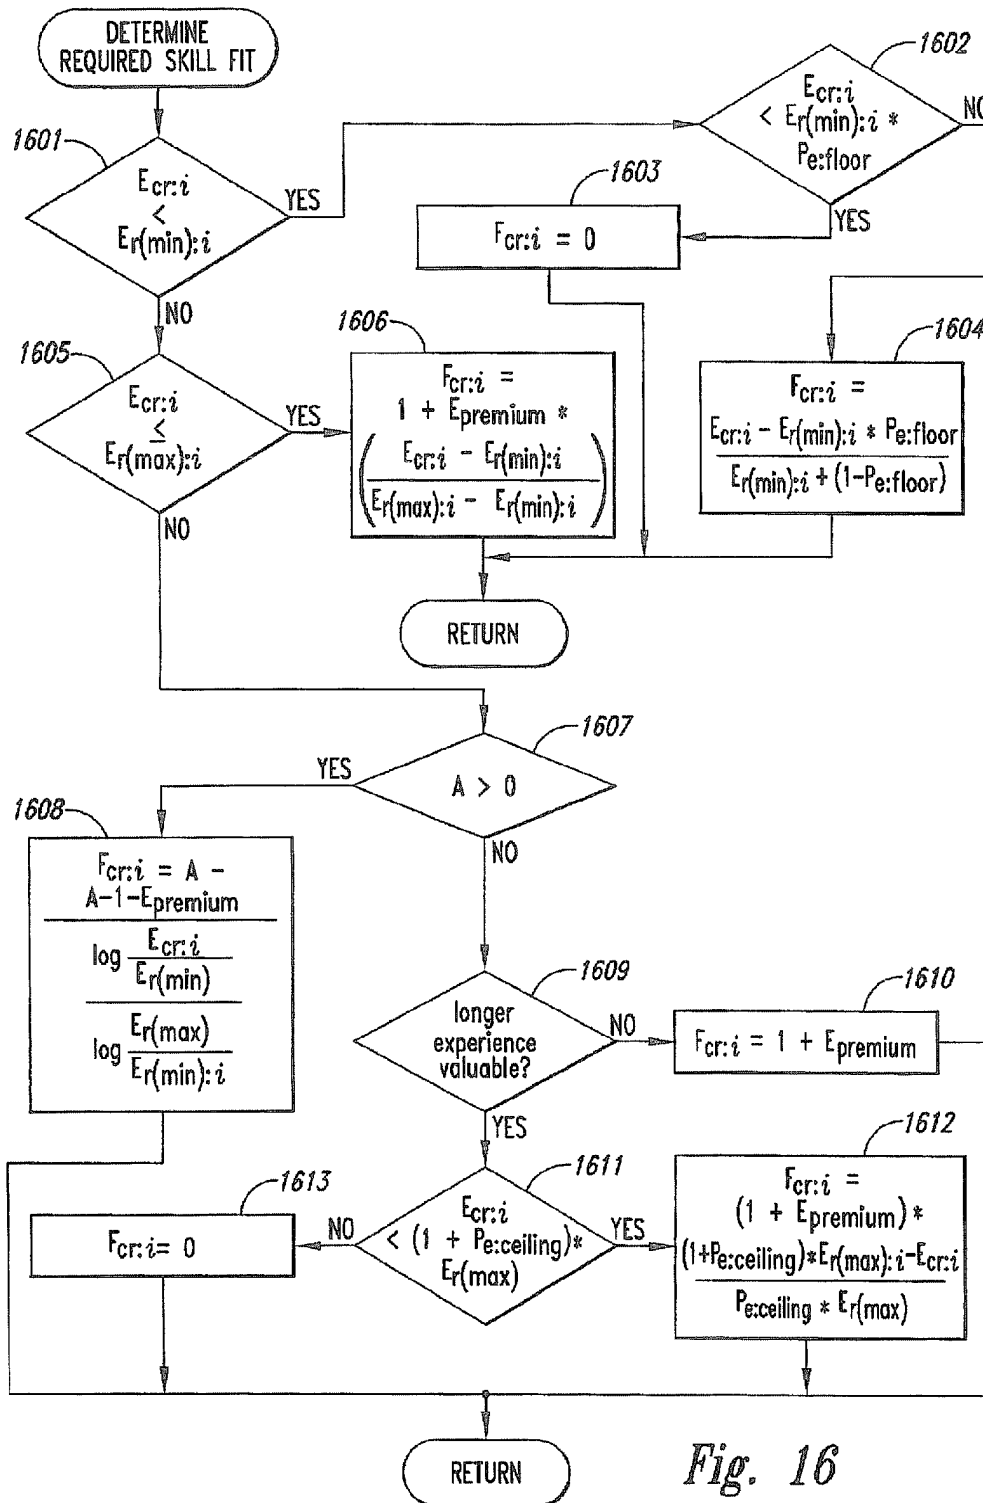 DETERMINE
REQUIRED SKILL FIT
1601
Ecr:i
<
Er(min):i
YES
NO
1602
Ecr:i
< Er(min):i *
Pe:floor
NO
YES
1603
Fcr:i = 0
1604
Fcr:i =
Ecr:i - Er(min):i * Pe:floor
Er(min):i + (1-Pe:floor)
1605
Ecr:i
≤
Er(max):i
YES
NO
1606
Fcr:i =
1 + Epremium *
( Ecr:i - Er(min):i
Er(max):i - Er(min):i )
RETURN
1607
A > 0
YES
NO
1608
Fcr:i = A -
A-1-Epremium
log Ecr:i
Er(min)
log Er(max)
Er(min):i
1609
longer
experience
valuable?
NO
YES
1610
Fcr:i = 1 + Epremium
1611
Ecr:i
< (1 + Pe:ceiling)*
Er(max)
NO
YES
1612
Fcr:i =
(1 + Epremium) *
(1+Pe:ceiling)*Er(max):i-Ecr:i
Pe:ceiling * Er(max)
1613
Fcr:i= 0
RETURN
Fig. 16